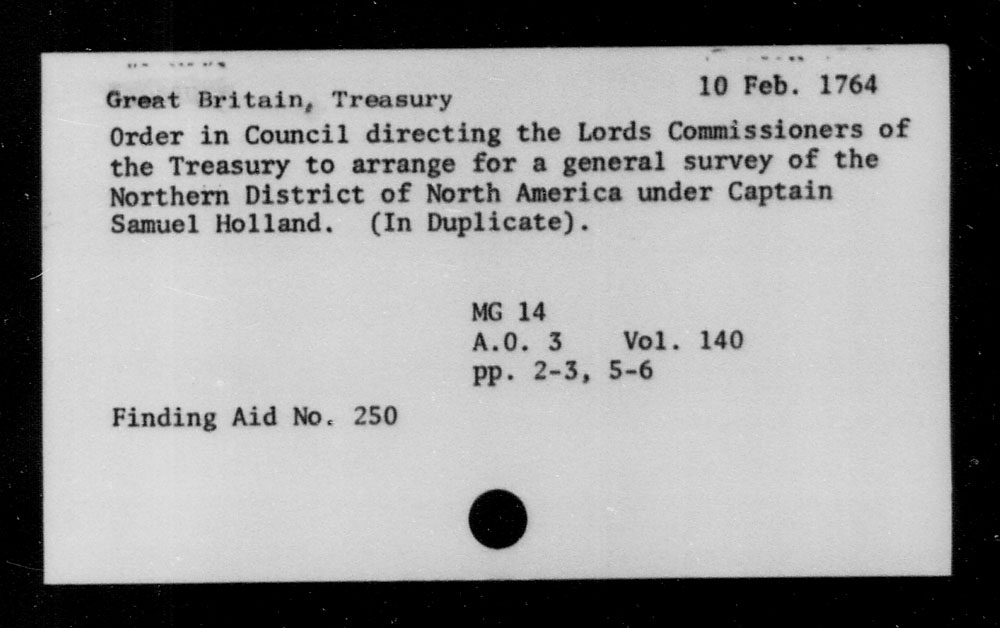 Great Britain, Treasury 10 Feb. 1764
Order in Council directing the Lords Commissioners of
the Treasury to arrange for a general survey of the
Northern District of North America under Captain
Samuel Holland. (In Duplicate).
MG 14
A.O. 3 Vol. 140
pp. 2-3, 5-6
Finding Aid No. 250